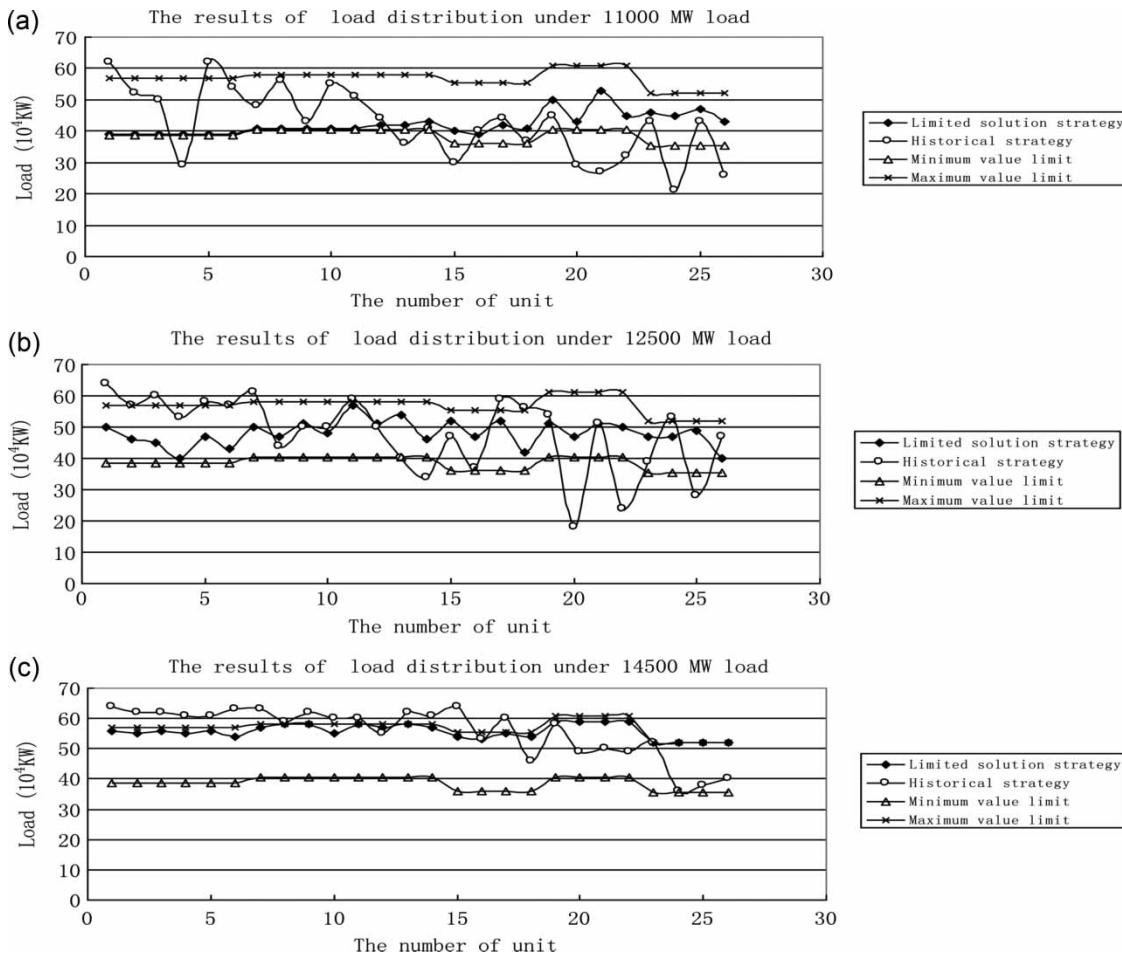 (a)
The results of load distribution under 11000 MW load
70
60
50
40
30
20
10
0
Load (10⁴KW)
0 5 10 15 20 25 30
The number of unit
Limited solution strategy
Historical strategy
Minimum value limit
Maximum value limit
(b)
The results of load distribution under 12500 MW load
70
60
50
40
30
20
10
0
Load (10⁴KW)
0 5 10 15 20 25 30
The number of unit
Limited solution strategy
Historical strategy
Minimum value limit
Maximum value limit
(c)
The results of load distribution under 14500 MW load
70
60
50
40
30
20
10
0
Load (10⁴KW)
0 5 10 15 20 25 30
The number of unit
Limited solution strategy
Historical strategy
Minimum value limit
Maximum value limit